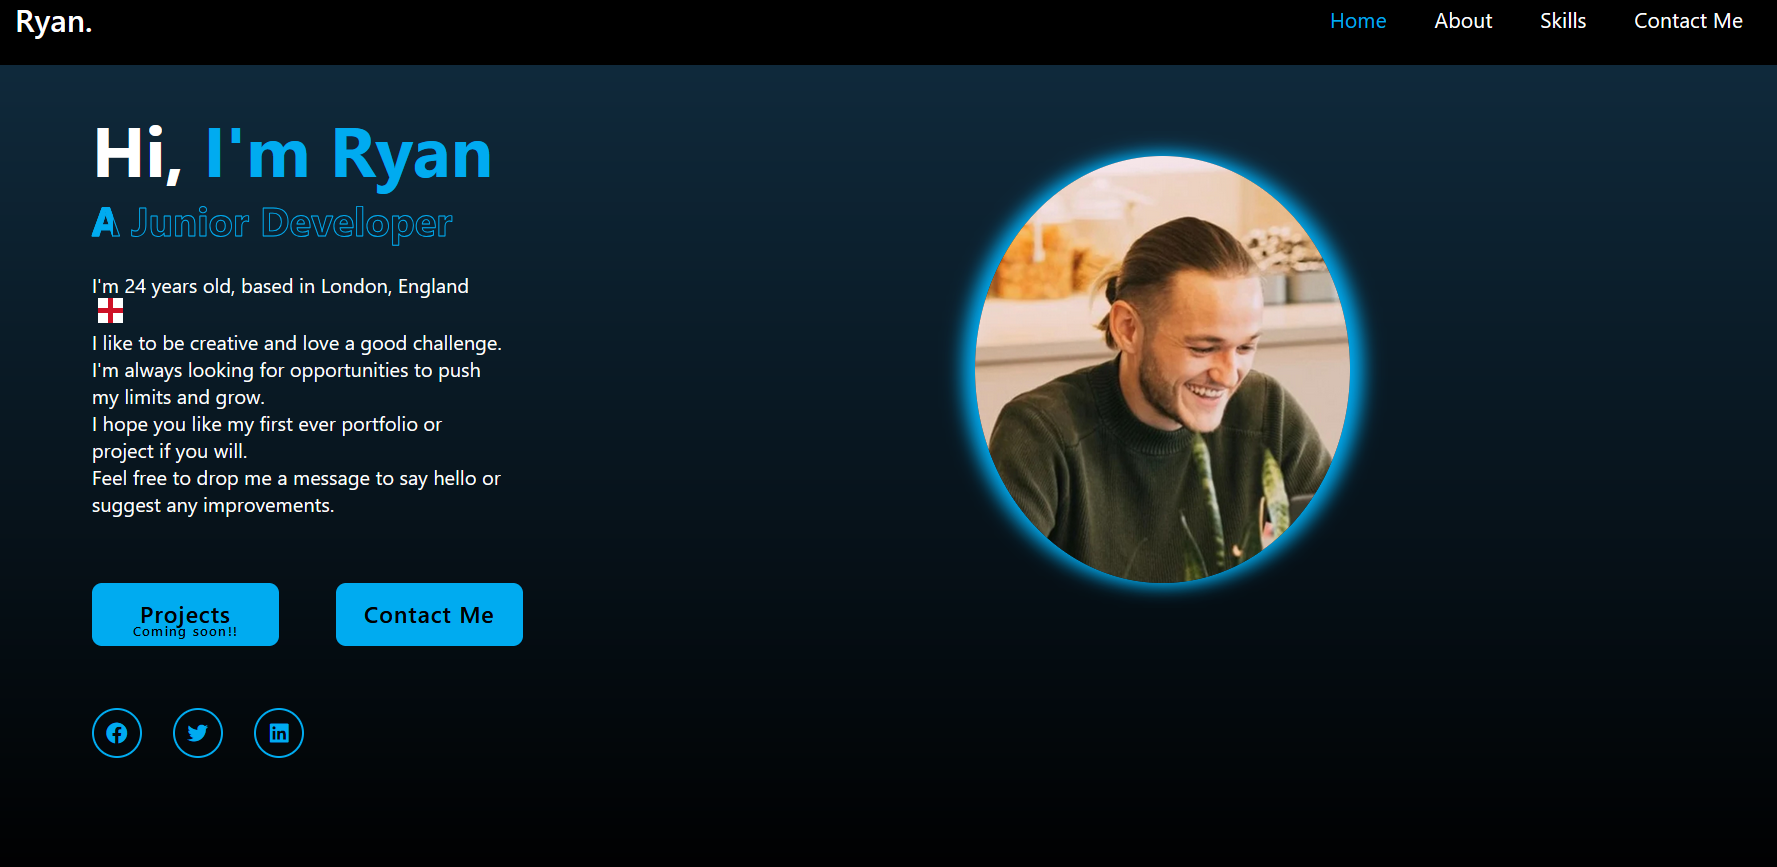 Ryan.
Home
About
Skills
Contact Me
Hi, I'm Ryan
A Junior Developer
I'm 24 years old, based in London, England
I like to be creative and love a good challenge.
I'm always looking for opportunities to push
my limits and grow.
I hope you like my first ever portfolio or
project if you will.
Feel free to drop me a message to say hello or
suggest any improvements.
Projects
Coming soon!!
Contact Me